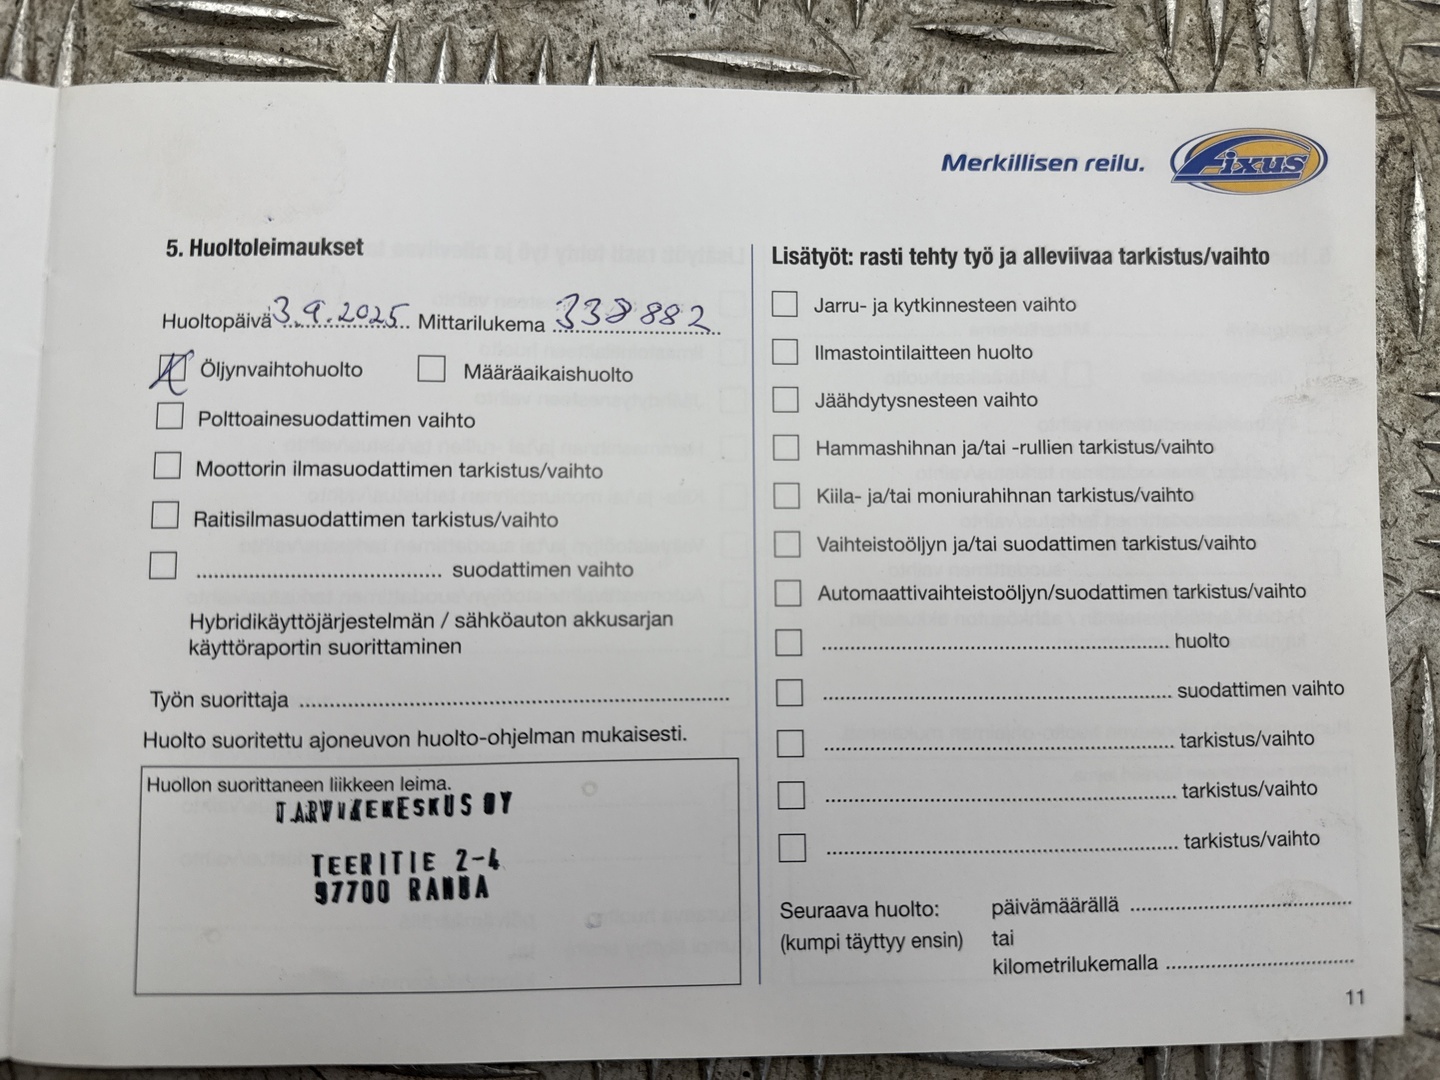 Merkillisen reilu. Fixus
5. Huoltoleimaukset
Huoltopäivä 3.9.2025 Mittarilukema 338882
Öljynvaihtohuolto Määräaikaishuolto
Polttoainesuodattimen vaihto
Moottorin ilmasuodattimen tarkistus/vaihto
Raitisilmasuodattimen tarkistus/vaihto
........................................ suodattimen vaihto
Hybridikäyttöjärjestelmän / sähköauton akkusarjan
käyttöraportin suorittaminen
Työn suorittaja ........................................
Huolto suoritettu ajoneuvon huolto-ohjelman mukaisesti.
Huollon suorittaneen liikkeen leima.
TARVIKEKESKUS OY
TEERITIE 2-4
97700 RANUA
Lisätyöt: rasti tehty työ ja alleviivaa tarkistus/vaihto
Jarru- ja kytkinnesteen vaihto
Ilmastointilaitteen huolto
Jäähdytysnesteen vaihto
Hammashihnan ja/tai -rullien tarkistus/vaihto
Kiila- ja/tai moniurahihnan tarkistus/vaihto
Vaihteistoöljyn ja/tai suodattimen tarkistus/vaihto
Automaattivaihteistoöljyn/suodattimen tarkistus/vaihto
........................................ huolto
........................................ suodattimen vaihto
........................................ tarkistus/vaihto
........................................ tarkistus/vaihto
........................................ tarkistus/vaihto
Seuraava huolto: päivämäärällä ........................................
(kumpi täyttyy ensin) tai
kilometrilukemalla ........................................
11